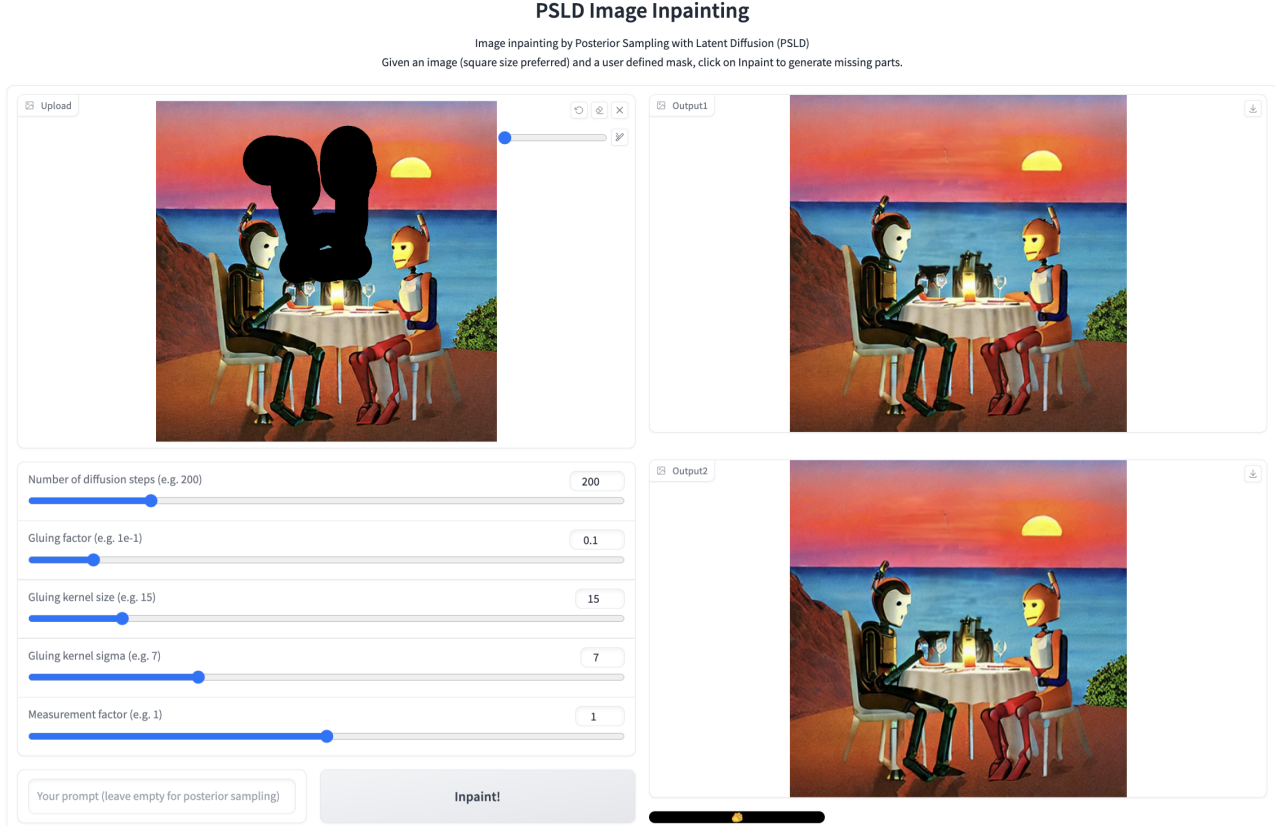 PSLD Image Inpainting
Image inpainting by Posterior Sampling with Latent Diffusion (PSLD)
Given an image (square size preferred) and a user defined mask, click on Inpaint to generate missing parts.
Upload
Output1
Number of diffusion steps (e.g. 200)
200
Gluing factor (e.g. 1e-1)
0.1
Gluing kernel size (e.g. 15)
15
Gluing kernel sigma (e.g. 7)
7
Measurement factor (e.g. 1)
1
Your prompt (leave empty for posterior sampling)
Inpaint!
Output2